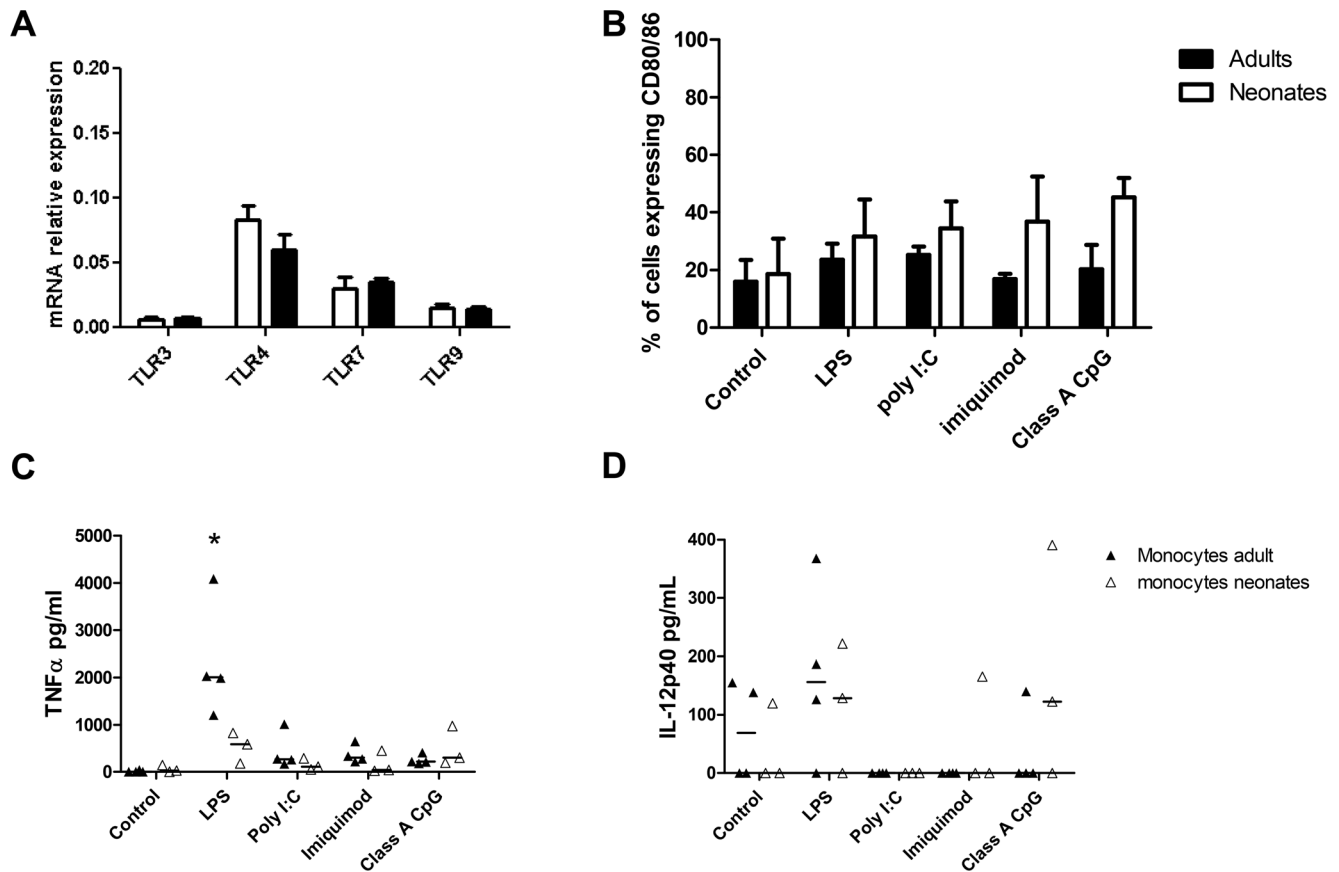 A
mRNA relative expression
0.20
0.15
0.10
0.05
0.00
TLR3
TLR4
TLR7
TLR9
B
% of cells expressing CD80/86
100
80
60
40
20
0
Control
LPS
poly I:C
imiquimod
Class A CpG
Adults
Neonates
C
TNFα pg/ml
5000
4000
3000
2000
1000
0
*
Control
LPS
Poly I:C
Imiquimod
Class A CpG
D
IL-12p40 pg/mL
400
300
200
100
0
Control
LPS
Poly I:C
Imiquimod
Class A CpG
Monocytes adult
monocytes neonates